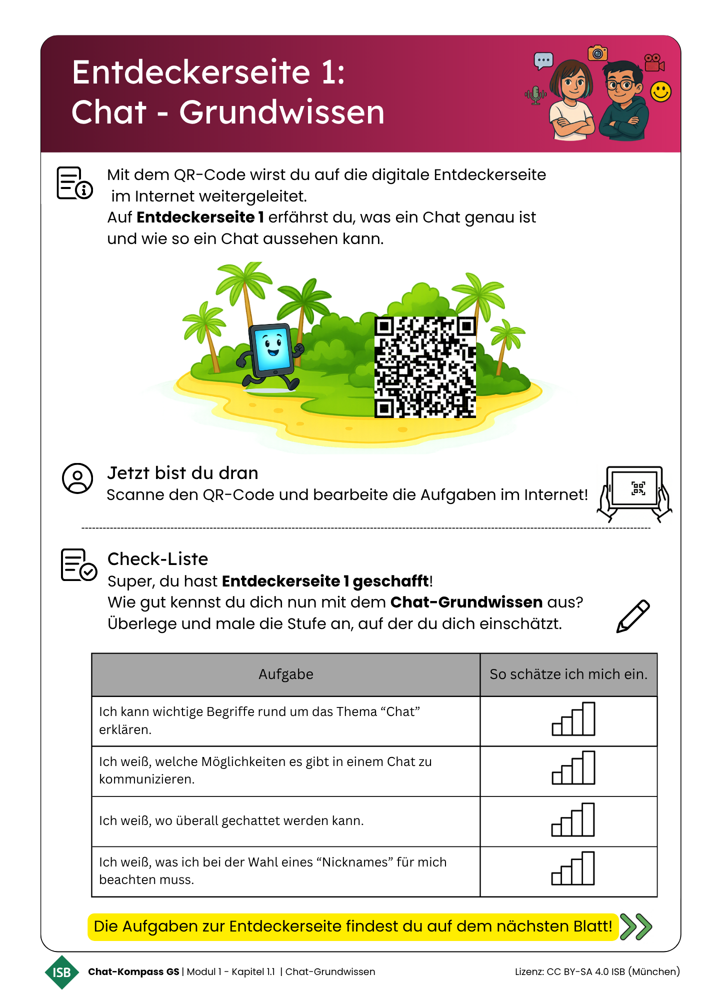 Entdeckerseite 1:
Chat - Grundwissen
Mit dem QR-Code wirst du auf die digitale Entdeckerseite
im Internet weitergeleitet.
Auf Entdeckerseite 1 erfährst du, was ein Chat genau ist
und wie so ein Chat aussehen kann.
Jetzt bist du dran
Scanne den QR-Code und bearbeite die Aufgaben im Internet!
Check-Liste
Super, du hast Entdeckerseite 1 geschafft!
Wie gut kennst du dich nun mit dem Chat-Grundwissen aus?
Überlege und male die Stufe an, auf der du dich einschätzt.
Aufgabe
So schätze ich mich ein.
Ich kann wichtige Begriffe rund um das Thema “Chat”
erklären.
Ich weiß, welche Möglichkeiten es gibt in einem Chat zu
kommunizieren.
Ich weiß, wo überall gechattet werden kann.
Ich weiß, was ich bei der Wahl eines “Nicknames” für mich
beachten muss.
Die Aufgaben zur Entdeckerseite findest du auf dem nächsten Blatt!
ISB
Chat-Kompass GS | Modul 1 - Kapitel 1.1 | Chat-Grundwissen
Lizenz: CC BY-SA 4.0 ISB (München)